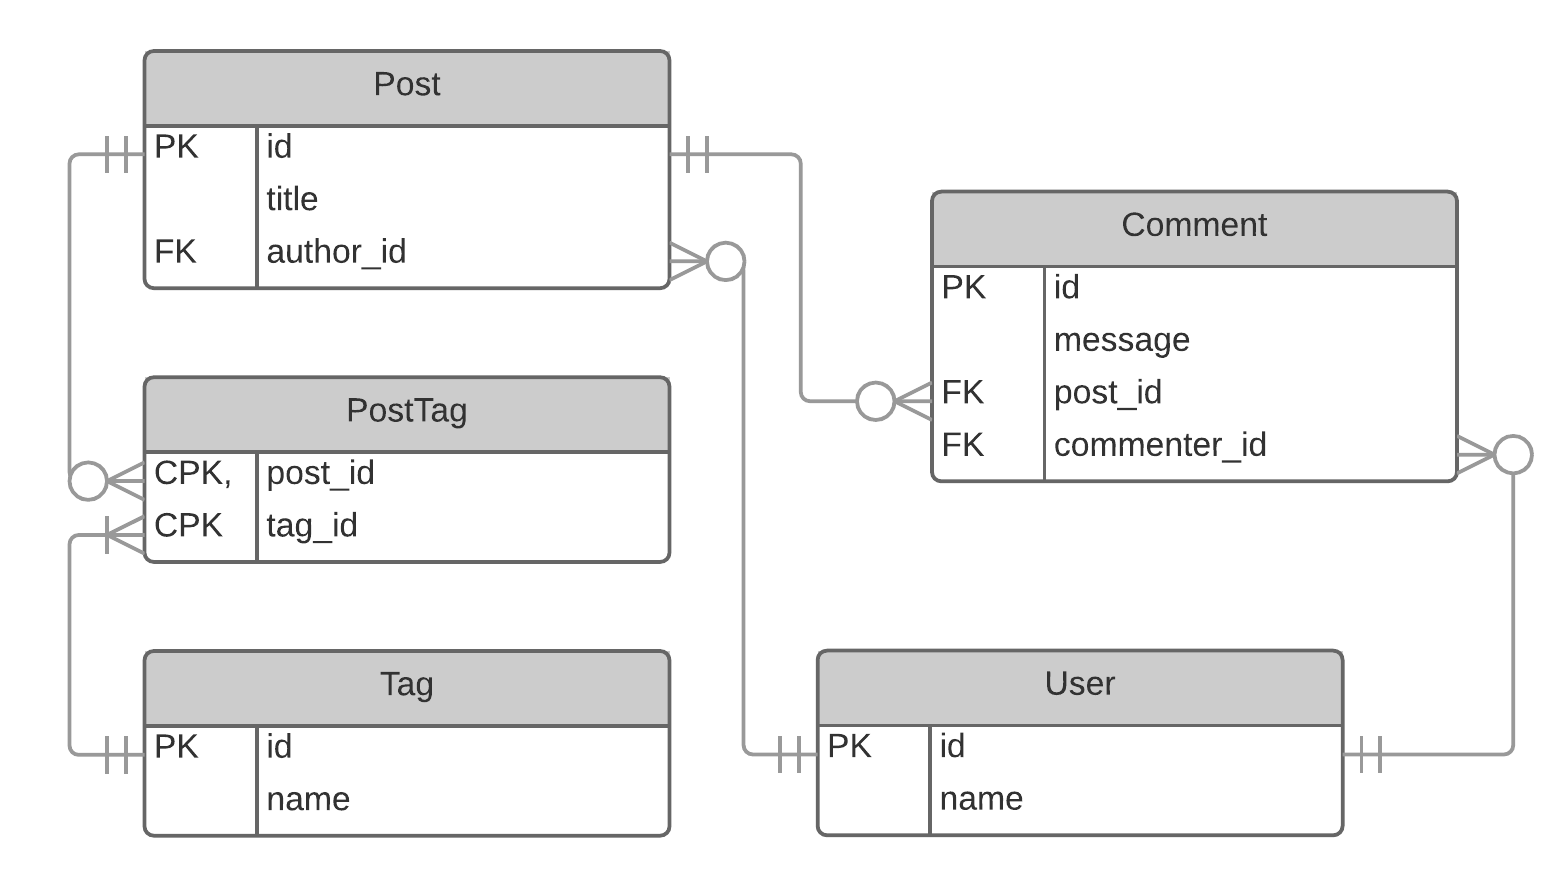 Post
PK id
title
FK author_id
Comment
PK id
message
FK post_id
FK commenter_id
PostTag
CPK, post_id
CPK tag_id
Tag
PK id
name
User
PK id
name